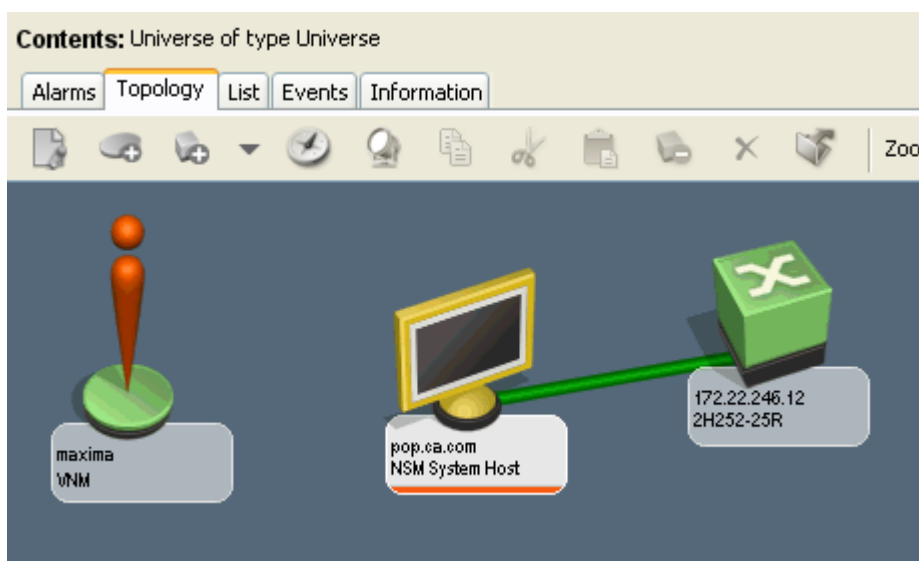 Contents: Universe of type Universe
Alarms Topology List Events Information
Zoo
maxima
VNM
pop.ca.com
NSM System Host
172.22.246.12
2H252-25R